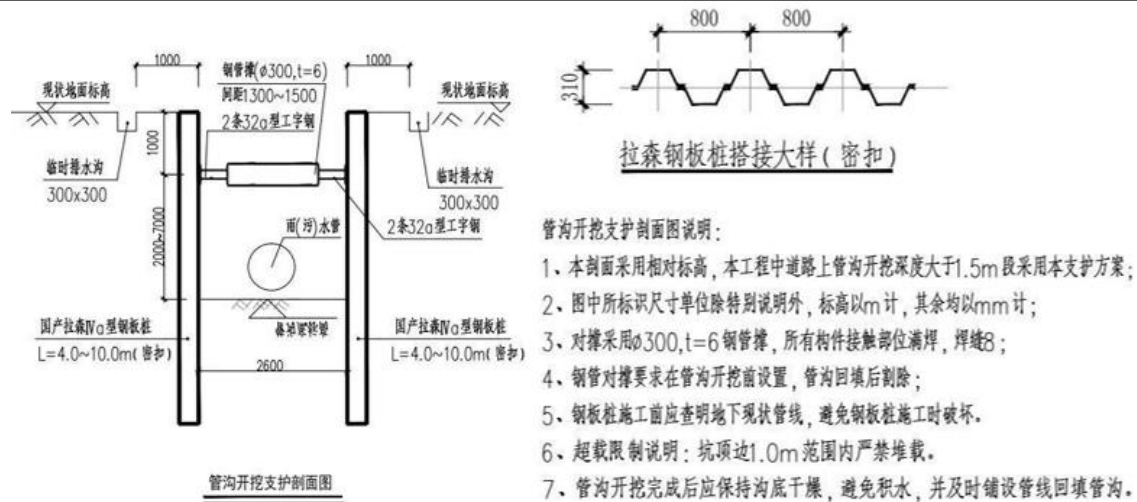 1000
1000
钢管撑(ø300,t=6)
间距1300~1500
2条32a型工字钢
现状地面标高
现状地面标高
1000
临时排水沟
300x300
临时排水沟
300x300
雨(污)水管
2条32a型工字钢
2000~7000
国产拉森Ⅳa型钢板桩
L=4.0~10.0m(密扣)
国产拉森Ⅳa型钢板桩
L=4.0~10.0m(密扣)
2600
管沟开挖支护剖面图
800
800
310
拉森钢板桩搭接大样(密扣)
管沟开挖支护剖面图说明:
1、本剖面采用相对标高,本工程中道路上管沟开挖深度大于1.5m段采用本支护方案;
2、图中所标识尺寸单位除特别说明外,标高以m计,其余均以mm计;
3、对撑采用ø300,t=6钢管撑,所有构件接触部位满焊,焊缝8;
4、钢管对撑要求在管沟开挖前设置,管沟回填后割除;
5、钢板桩施工前应查明地下现状管线,避免钢板桩施工时破坏。
6、超载限制说明:坑顶边1.0m范围内严禁堆载。
7、管沟开挖完成后应保持沟底干燥,避免积水,并及时铺设管线回填管沟。